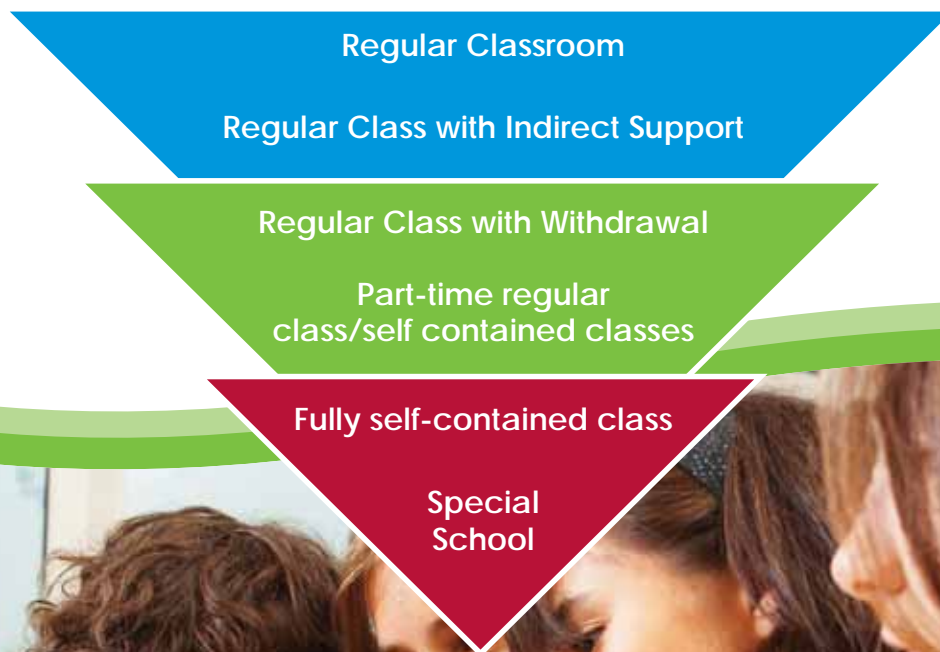 Regular Classroom
Regular Class with Indirect Support
Regular Class with Withdrawal
Part-time regular
class/self contained classes
Fully self-contained class
Special
School